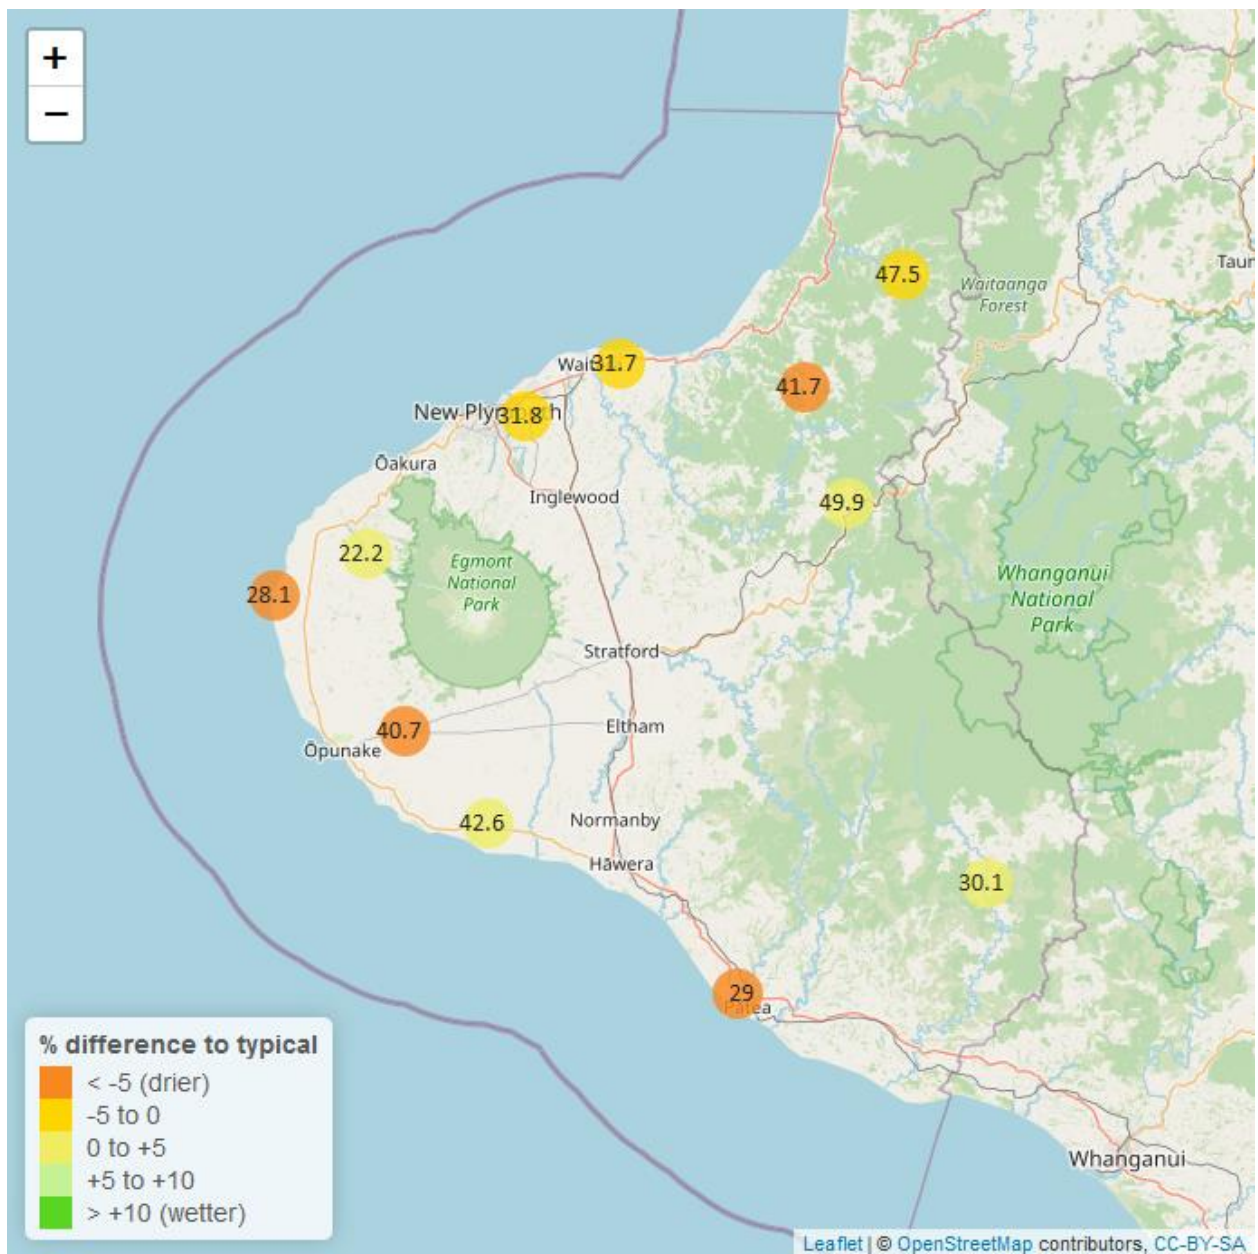 +
−
47.5
Waitaanga
Forest
Taun
31.7
41.7
New Plym
31.8
Ōakura
Inglewood
49.9
22.2
Egmont
National
Park
28.1
Whanganui
National
Park
Stratford
40.7
Ōpunake
Eltham
42.6
Normanby
Hāwera
30.1
29
Patea
% difference to typical
< -5 (drier)
-5 to 0
0 to +5
+5 to +10
> +10 (wetter)
Whanganui
Leaflet | © OpenStreetMap contributors, CC-BY-SA